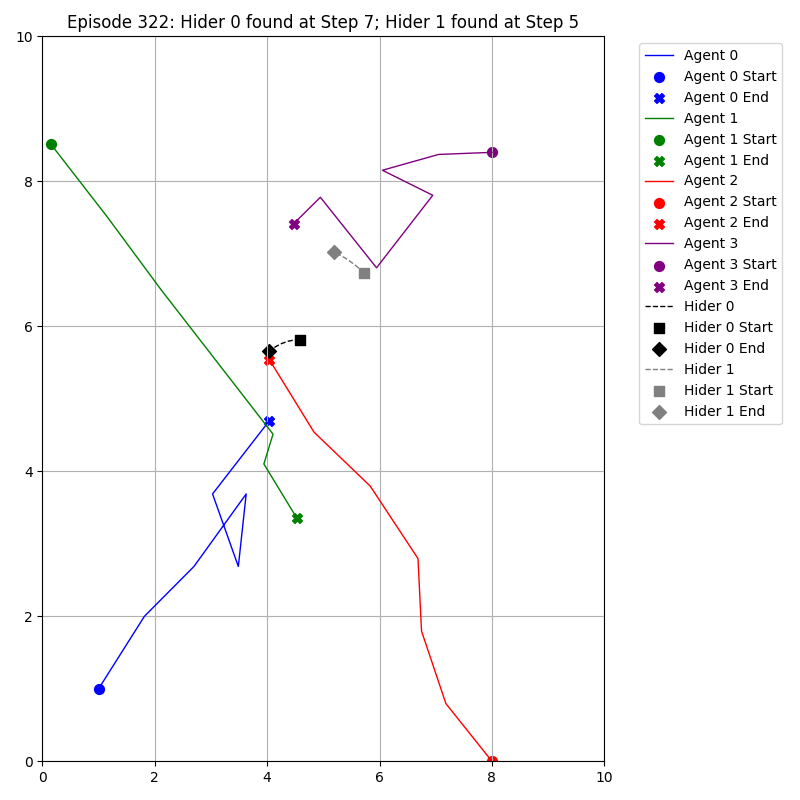 Episode 322: Hider 0 found at Step 7; Hider 1 found at Step 5
10
8
6
4
2
0
0 2 4 6 8 10
Agent 0
Agent 0 Start
Agent 0 End
Agent 1
Agent 1 Start
Agent 1 End
Agent 2
Agent 2 Start
Agent 2 End
Agent 3
Agent 3 Start
Agent 3 End
Hider 0
Hider 0 Start
Hider 0 End
Hider 1
Hider 1 Start
Hider 1 End